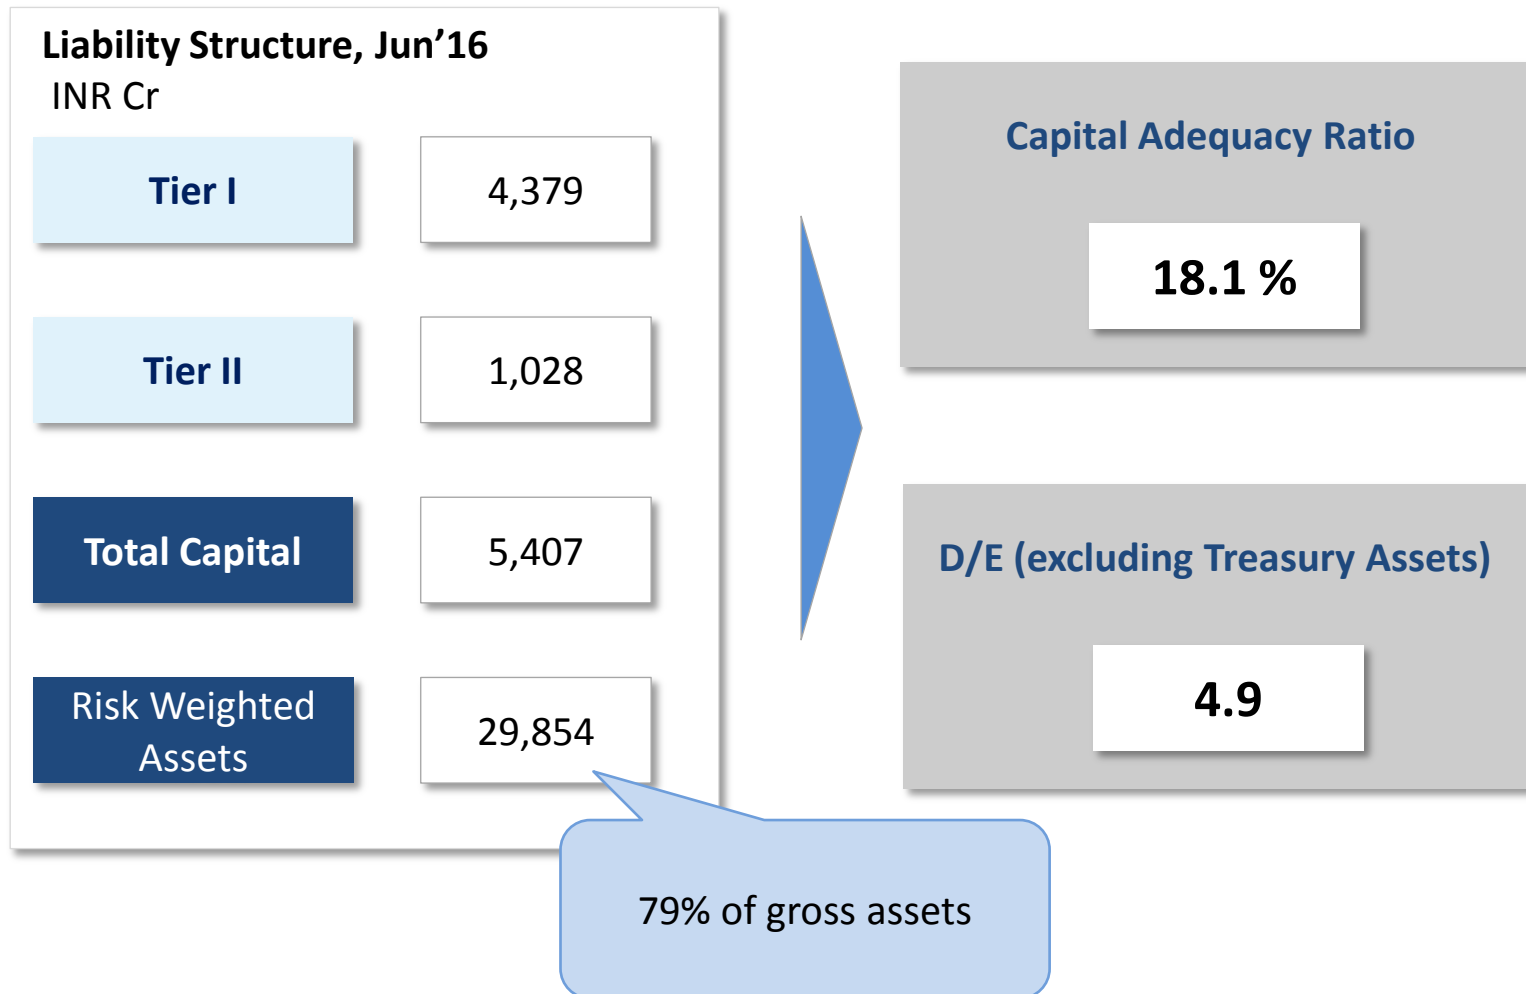 Liability Structure, Jun’16
INR Cr
Tier I
4,379
Tier II
1,028
Total Capital
5,407
Risk Weighted
Assets
29,854
79% of gross assets
Capital Adequacy Ratio
18.1 %
D/E (excluding Treasury Assets)
4.9